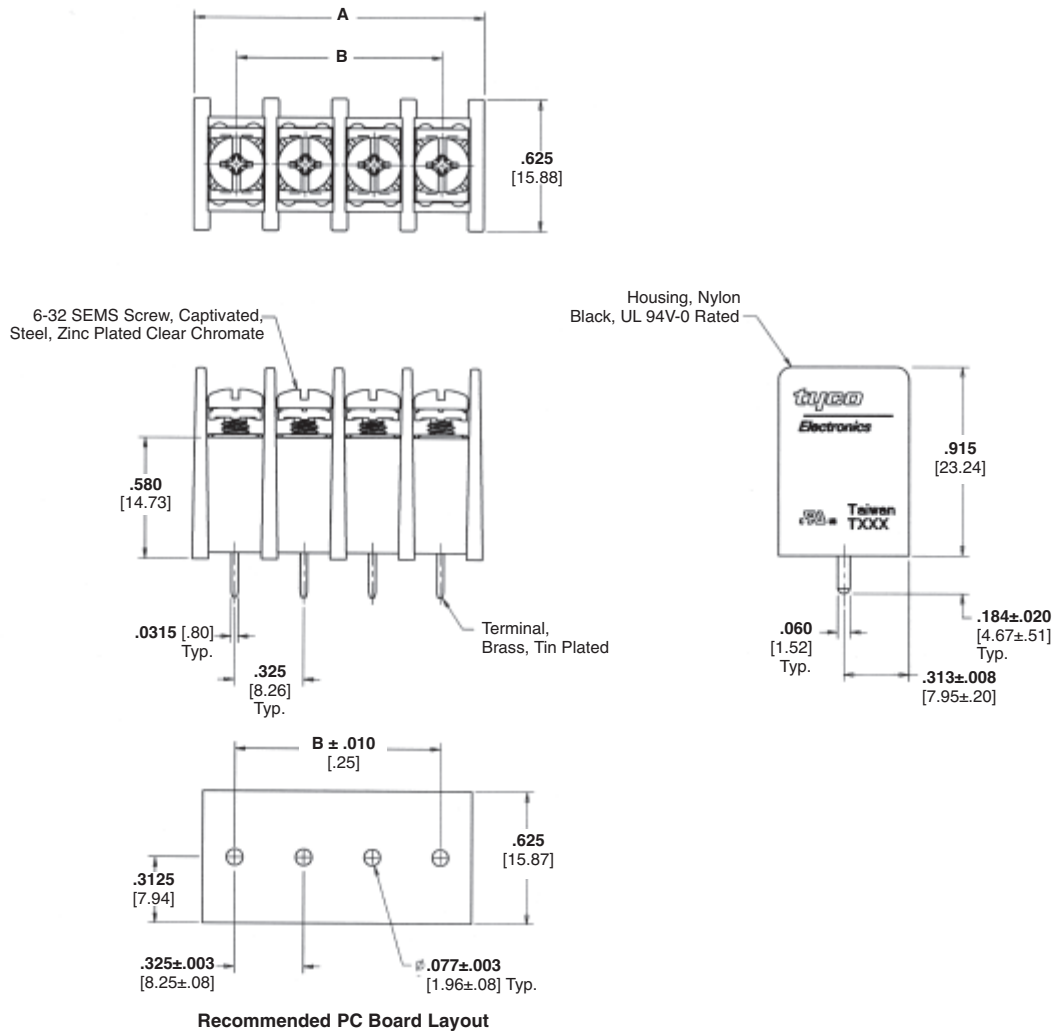 A
B
.625
[15.88]
6-32 SEMS Screw, Captivated,
Steel, Zinc Plated Clear Chromate
Housing, Nylon
Black, UL 94V-0 Rated
tyco
Electronics
Taiwan
TXXX
.580
[14.73]
.915
[23.24]
.0315 [.80]
Typ.
.325
[8.26]
Typ.
Terminal,
Brass, Tin Plated
.060
[1.52]
Typ.
.184±.020
[4.67±.51]
Typ.
.313±.008
[7.95±.20]
B ± .010
[.25]
.625
[15.87]
.3125
[7.94]
.325±.003
[8.25±.08]
Ø.077±.003
[1.96±.08] Typ.
Recommended PC Board Layout